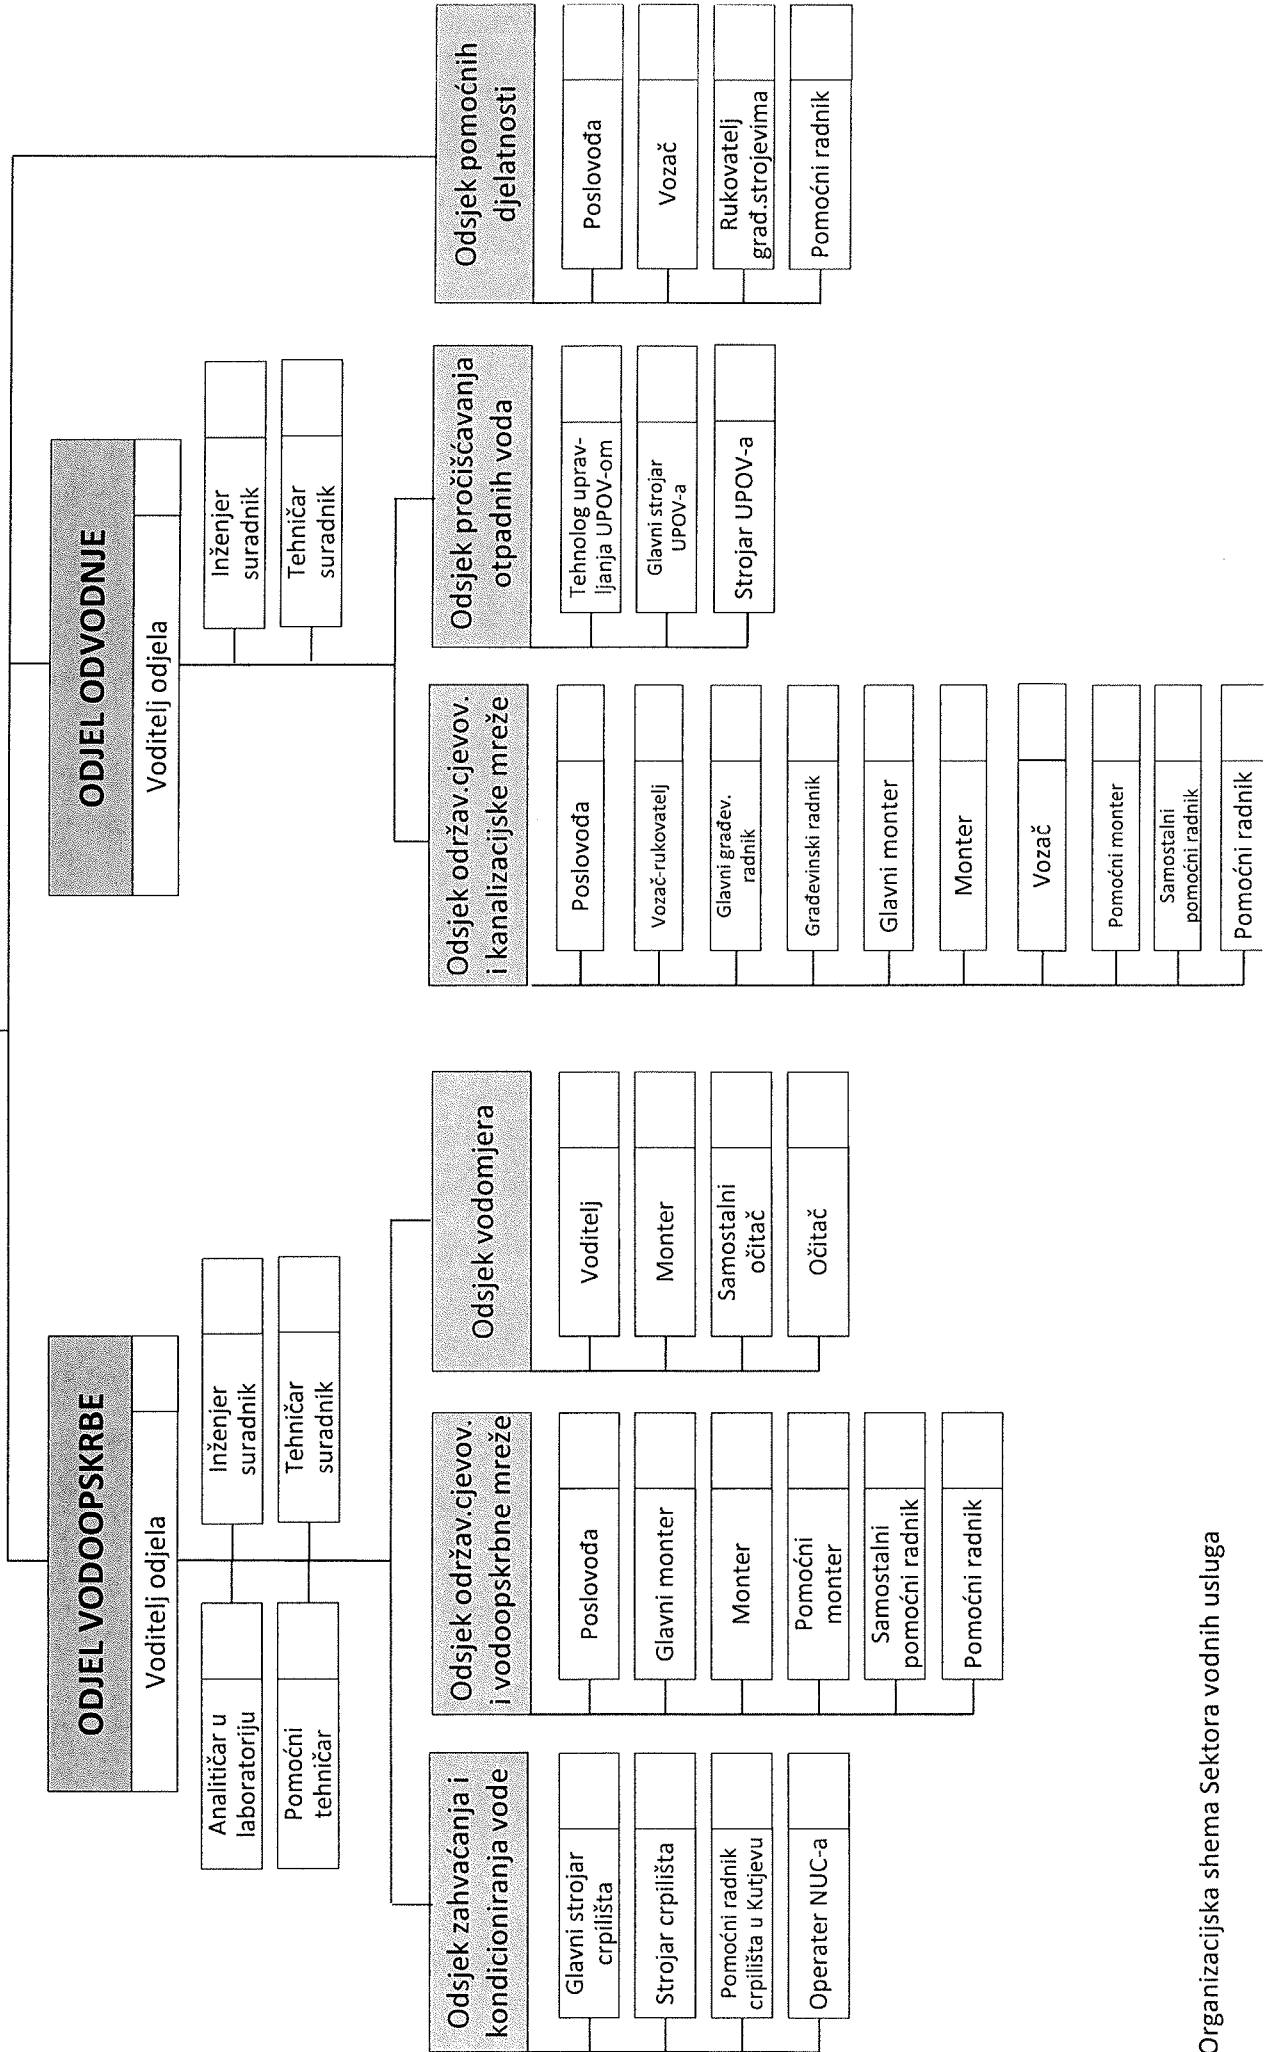 ODJEL VODOOPSKRBE
Voditelj odjela
Analitičar u
laboratoriju
Inženjer
suradnik
Pomoćni
tehničar
Tehničar
suradnik
Odsjek zahvaćanja i
kondicioniranja vode
Glavni strojar
crpilišta
Strojar crpilišta
Pomoćni radnik
crpilišta u Kutjevu
Operater NUC-a
Odsjek održav.cjevov.
i vodoopskrbne mreže
Poslovođa
Glavni monter
Monter
Pomoćni
monter
Samostalni
pomoćni radnik
Pomoćni radnik
Odsjek vodomjera
Voditelj
Monter
Samostalni
očitač
Očitač
ODJEL ODVODNJE
Voditelj odjela
Inženjer
suradnik
Tehničar
suradnik
Odsjek održav.cjevov.
i kanalizacijske mreže
Poslovođa
Vozač-rukovatelj
Glavni građev.
radnik
Građevinski radnik
Glavni monter
Monter
Vozač
Pomoćni monter
Samostalni
pomoćni radnik
Pomoćni radnik
Odsjek pročišćavanja
otpadnih voda
Tehnolog uprav-
ljanja UPOV-om
Glavni strojar
UPOV-a
Strojar UPOV-a
Odsjek pomoćnih
djelatnosti
Poslovođa
Vozač
Rukovatelj
građ.strojevima
Pomoćni radnik
Organizacijska shema Sektora vodnih usluga